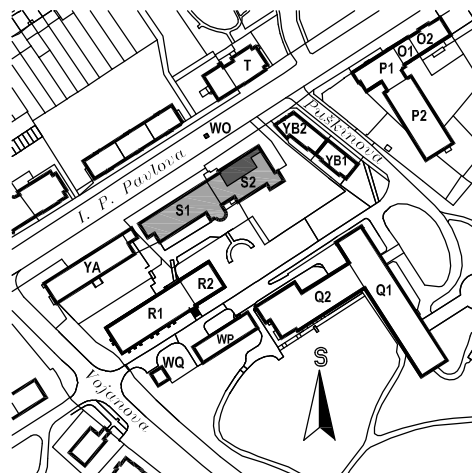 O2
O1
T
P1
WO
Puškinova
P2
YB2
YB1
I. P. Pavlova
S2
S1
YA
R2
R1
Q1
Q2
WP
WQ
S
Vojanova